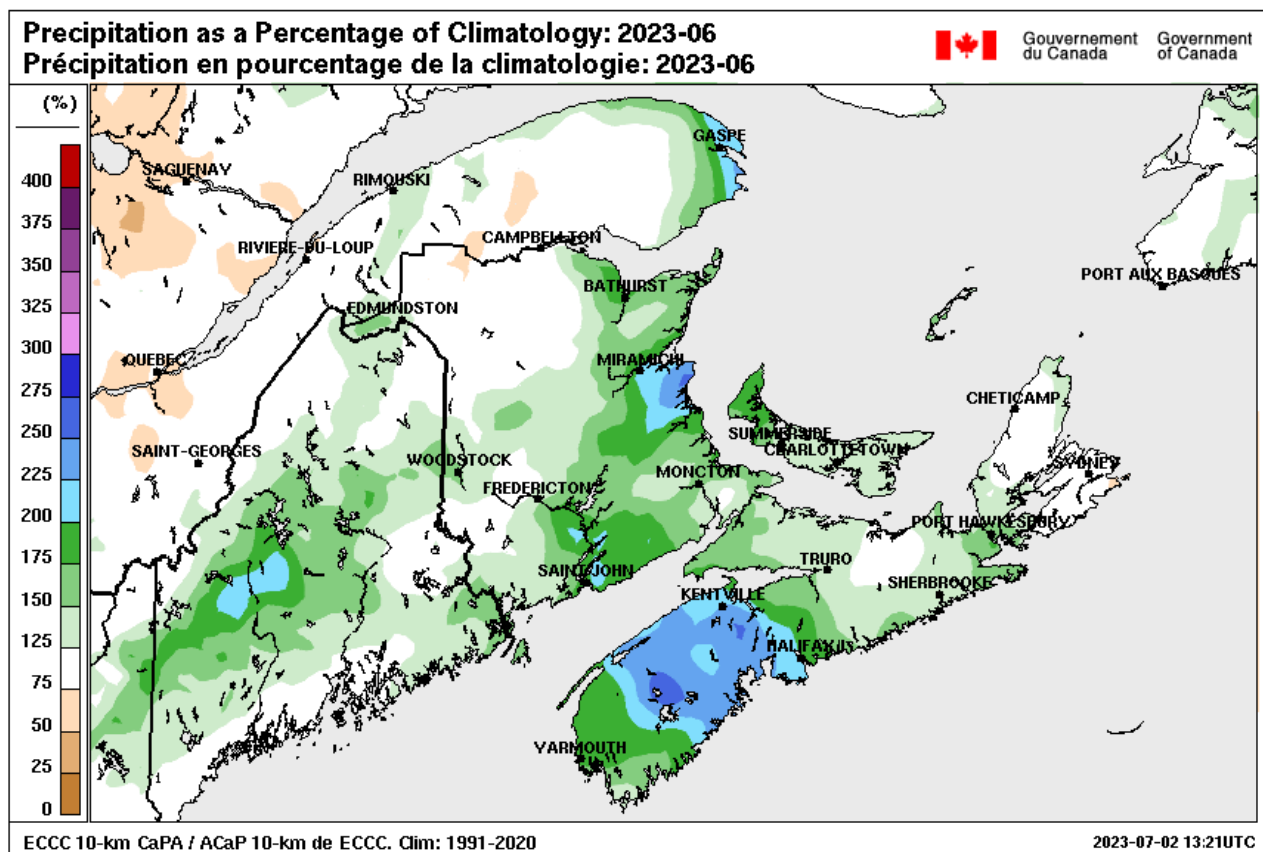 Precipitation as a Percentage of Climatology: 2023-06
Précipitation en pourcentage de la climatologie: 2023-06
Gouvernement du Canada
Government of Canada
(%)
400
375
350
325
300
275
250
225
200
175
150
125
75
50
25
0
GASPE
SAGUENAY
RIMOUSKI
CAMPBELLTON
RIVIERE-DU-LOUP
PORT AUX BASQUES
BATHURST
EDMUNDSTON
QUEBEC
MIRAMICHI
CHETICAMP
SUMMERSIDE
CHARLOTTETOWN
SAINT-GEORGES
WOODSTOCK
MONCTON
SYDNEY
FREDERICTON
PORT HAWKESBURY
TRURO
SAINT JOHN
SHERBROOKE
KENTVILLE
HALIFAX
YARMOUTH
ECCC 10-km CaPA / ACaP 10-km de ECCC. Clim: 1991-2020
2023-07-02 13:21UTC